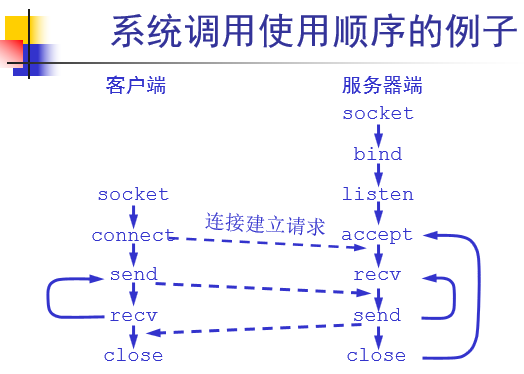 系统调用使用顺序的例子
客户端
服务器端
socket
bind
socket
listen
连接建立请求
connect
accept
send
recv
recv
send
close
close